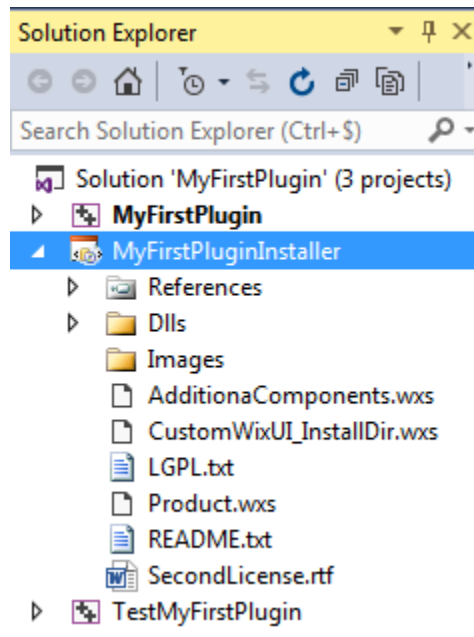 Solution Explorer
Search Solution Explorer (Ctrl+$)
Solution 'MyFirstPlugin' (3 projects)
MyFirstPlugin
MyFirstPluginInstaller
References
Dlls
Images
AdditionaComponents.wxs
CustomWixUI_InstallDir.wxs
LGPL.txt
Product.wxs
README.txt
SecondLicense.rtf
TestMyFirstPlugin